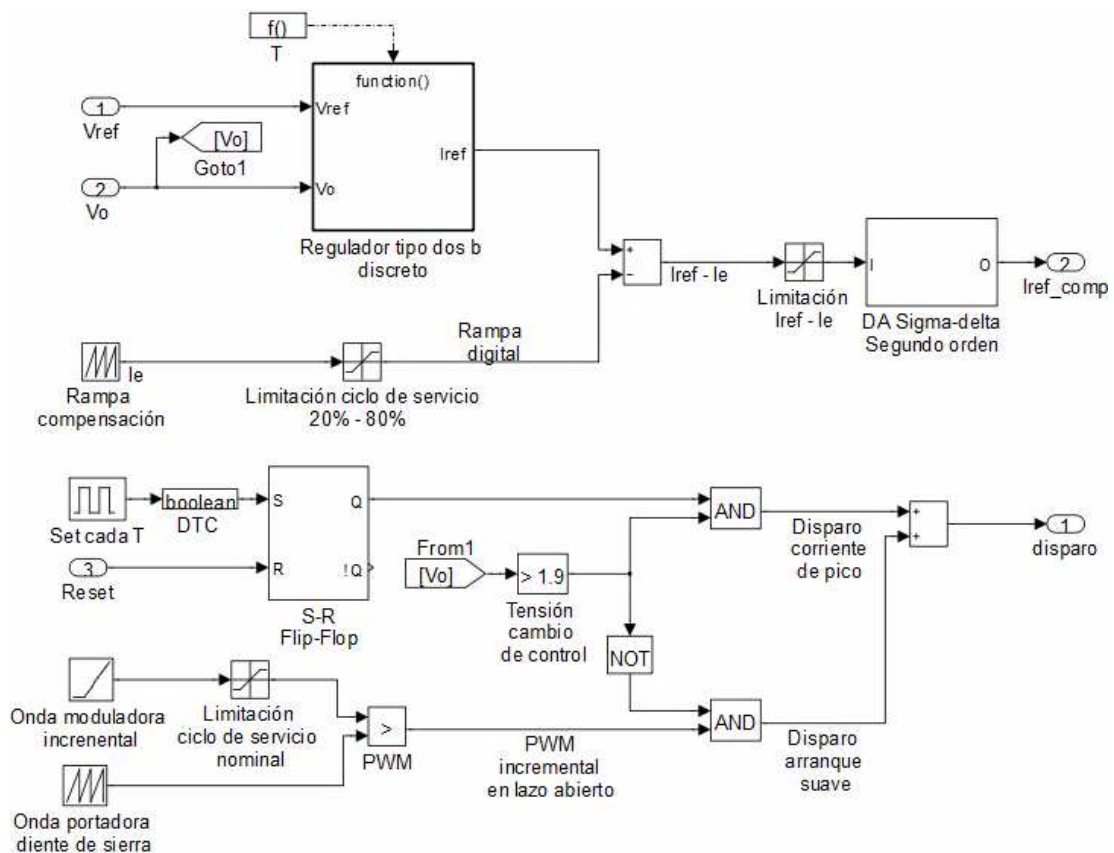 f()
T
function()
1
Vref
Vref
[Vo]
Goto1
Iref
2
Vo
Vo
Regulador tipo dos b
discreto
+
−
Iref - Ie
Limitación
Iref - Ie
I
O
DA Sigma-delta
Segundo orden
2
Iref_comp
Rampa
digital
Ie
Rampa
compensación
Limitación ciclo de servicio
20% - 80%
Set cada T
boolean
DTC
S
Q
R
!Q
S-R
Flip-Flop
3
Reset
From1
[Vo]
> 1.9
Tensión
cambio
de control
AND
Disparo
corriente
de pico
+
+
1
disparo
NOT
AND
Disparo
arranque
suave
Onda moduladora
increnental
Limitación
ciclo de servicio
nominal
>
PWM
PWM
incremental
en lazo abierto
Onda portadora
diente de sierra